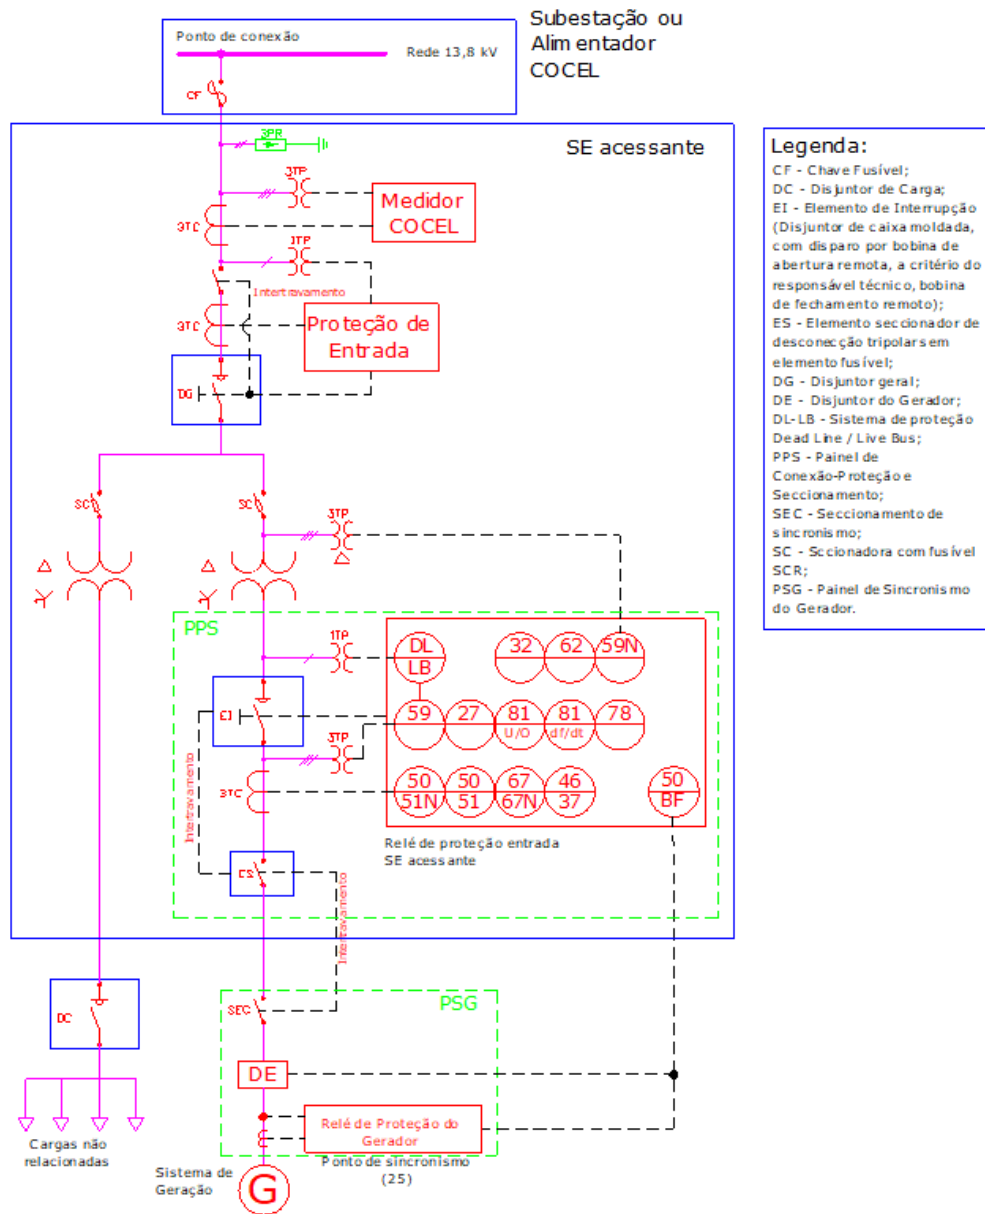 Subestação ou
Alimentador
COCEL
Ponto de conexão
Rede 13,8 kV
CF
SE acessante
3PR
3TP
Medidor
COCEL
3TC
1TP
Intertravamento
3TC
Proteção de
Entrada
DG
Legenda:
CF - Chave Fusível;
DC - Disjuntor de Carga;
EI - Elemento de Interrupção
(Disjuntor de caixa moldada,
com disparo por bobina de
abertura remota, a critério do
responsável técnico, bobina
de fechamento remoto);
ES - Elemento seccionador de
desconecção tripolar sem
elemento fusível;
DG - Disjuntor geral;
DE - Disjuntor do Gerador;
DL-LB - Sistema de proteção
Dead Line / Live Bus;
PPS - Painel de
Conexão-Proteção e
Seccionamento;
SEC - Seccionamento de
sincronismo;
SC - Sccionadora com fusível
SCR;
PSG - Painel de Sincronismo
do Gerador.
SC
SC
3TP
PPS
1TP
DL
LB
32
62
59N
EI
59
27
81
U/O
81
df/dt
78
3TP
3TC
50
51N
50
51
67
67N
46
37
50
BF
Intertravamento
Relé de proteção entrada
SE acessante
ES
Intertravamento
PSG
SEC
DC
DE
Relé de Proteção do
Gerador
Ponto de sincronismo
(25)
Cargas não
relacionadas
Sistema de
Geração
G